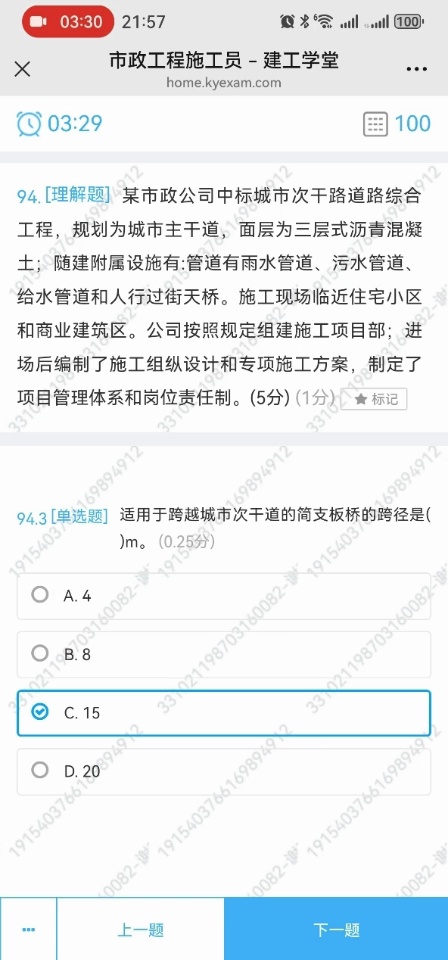 03:30 21:57 6 100
市政工程施工员 – 建工学堂
home.kyexam.com
03:29 100
94. [理解题] 某市政公司中标城市次干路道路综合
工程，规划为城市主干道，面层为三层式沥青混凝
土；随建附属设施有:管道有雨水管道、污水管道、
给水管道和人行过街天桥。施工现场临近住宅小区
和商业建筑区。公司按照规定组建施工项目部；进
场后编制了施工组纵设计和专项施工方案，制定了
项目管理体系和岗位责任制。(5分) (1分) ★ 标记
94.3 [单选题] 适用于跨越城市次干道的简支板桥的跨径是(
)m。 (0.25分)
A. 4
B. 8
C. 15
D. 20
上一题 下一题